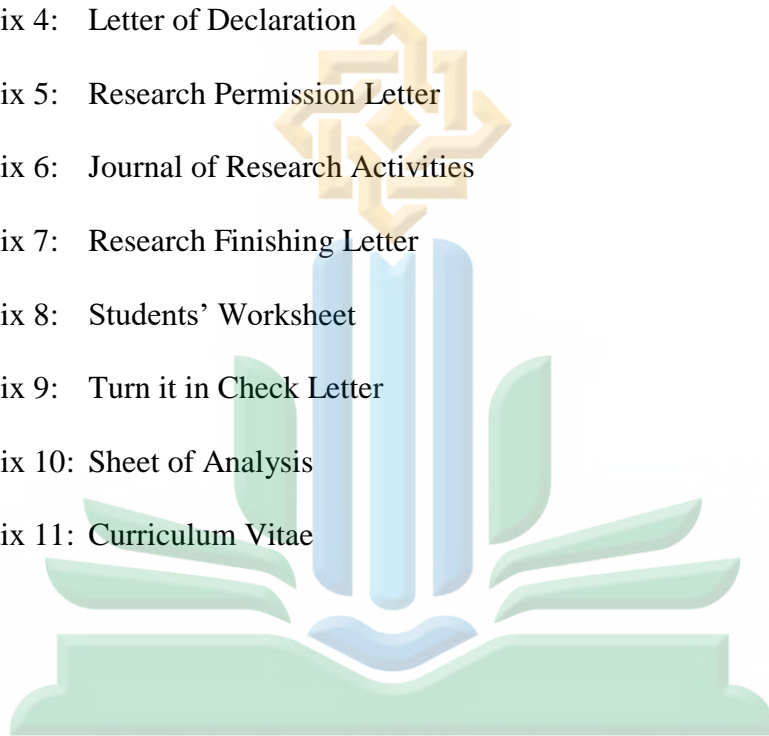 ix 4: Letter of Declaration
ix 5: Research Permission Letter
ix 6: Journal of Research Activities
ix 7: Research Finishing Letter
ix 8: Students’ Worksheet
ix 9: Turn it in Check Letter
ix 10: Sheet of Analysis
ix 11: Curriculum Vitae